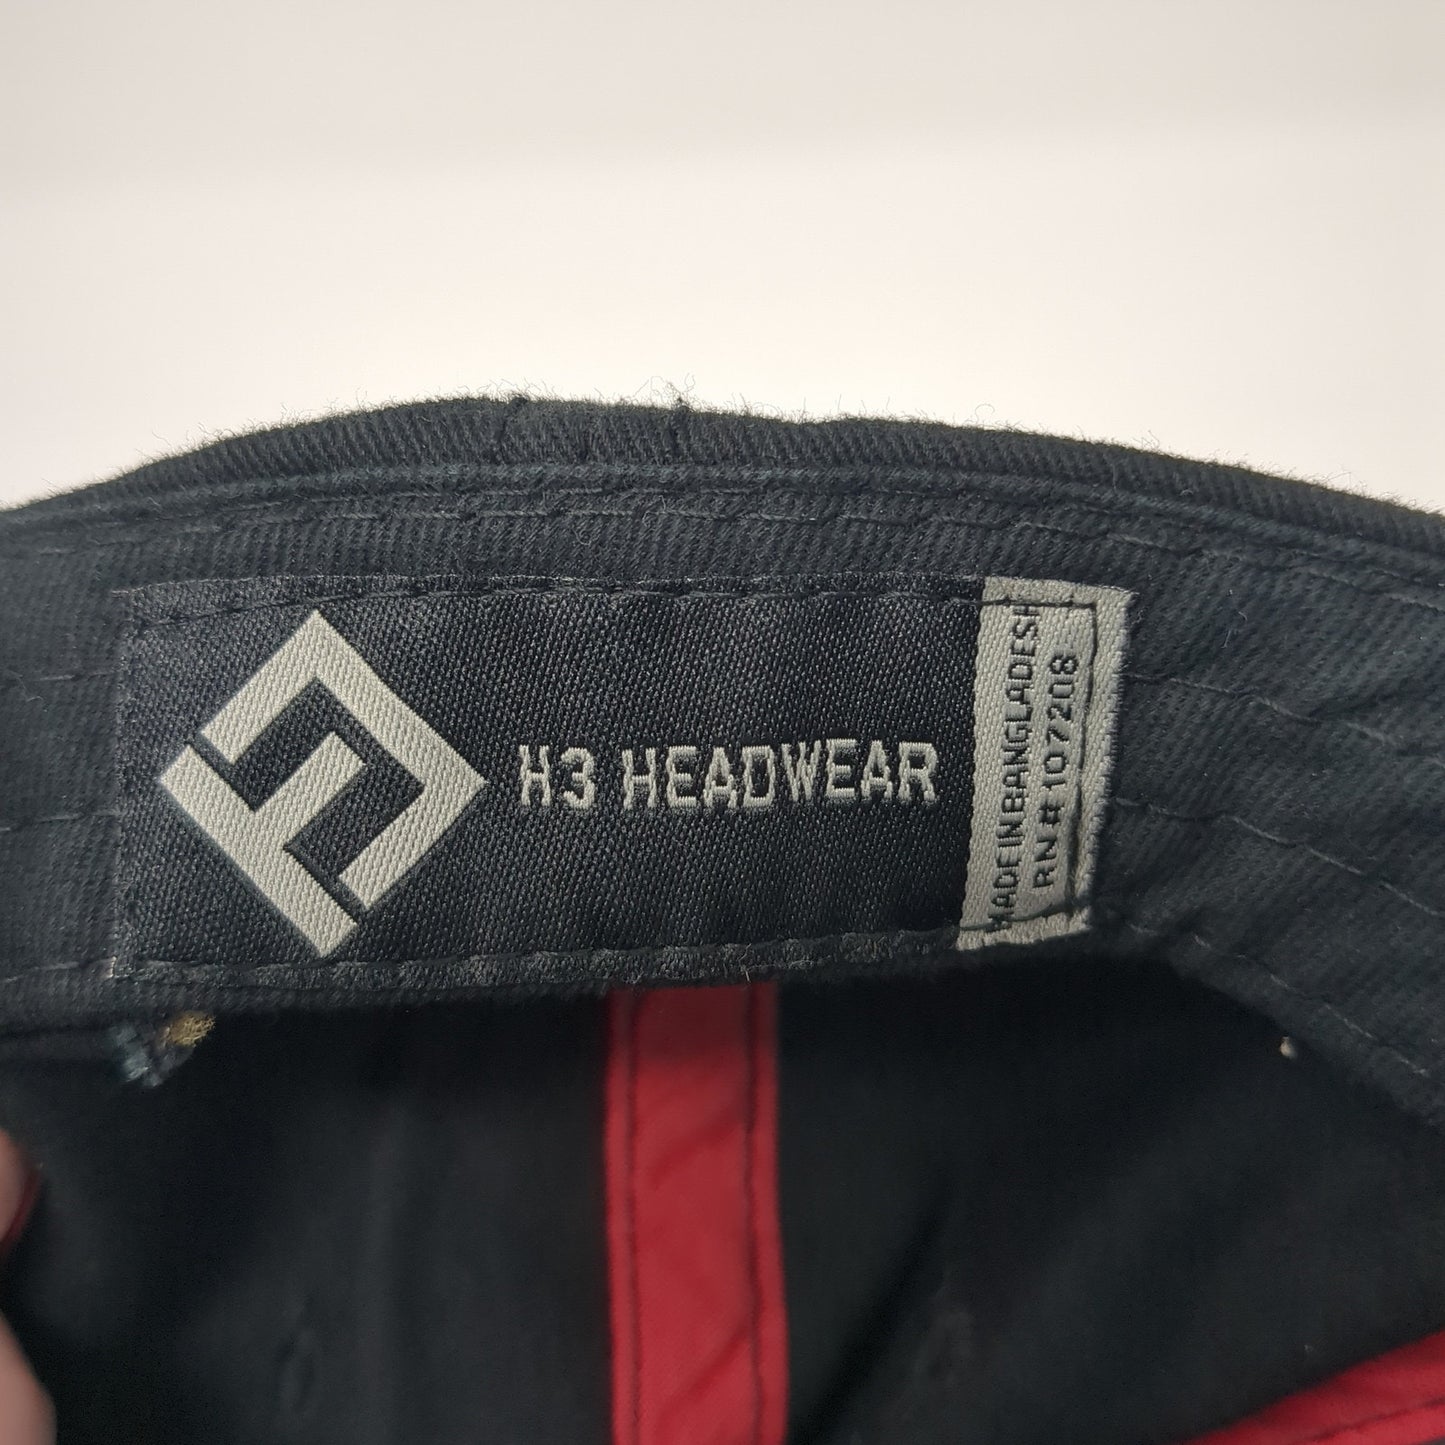 H3 HEADWEAR
MADE IN BANGLADESH
RN# 107208